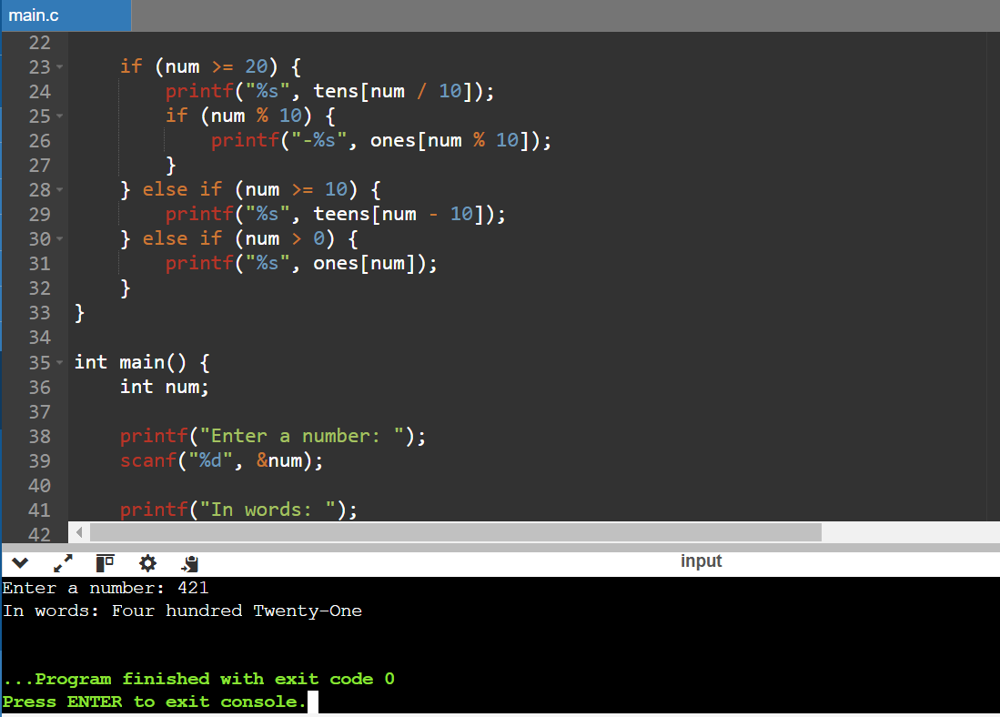 main.c
22
23 if (num >= 20) {
24 printf("%s", tens[num / 10]);
25 if (num % 10) {
26 printf("-%s", ones[num % 10]);
27 }
28 } else if (num >= 10) {
29 printf("%s", teens[num - 10]);
30 } else if (num > 0) {
31 printf("%s", ones[num]);
32 }
33 }
34
35 int main() {
36 int num;
37
38 printf("Enter a number: ");
39 scanf("%d", &num);
40
41 printf("In words: ");
42
input
Enter a number: 421
In words: Four hundred Twenty-One
...Program finished with exit code 0
Press ENTER to exit console.